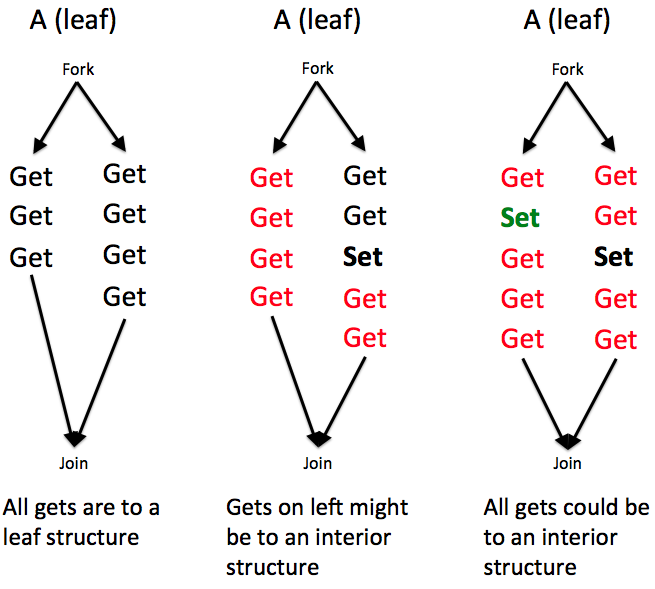 A (leaf)
Fork
Get
Get
Get
Get
Get
Get
Get
Join
All gets are to a
leaf structure
A (leaf)
Fork
Get
Get
Get
Get
Get
Get
Set
Get
Get
Join
Gets on left might
be to an interior
structure
A (leaf)
Fork
Get
Set
Get
Get
Get
Get
Get
Set
Get
Get
Join
All gets could be
to an interior
structure